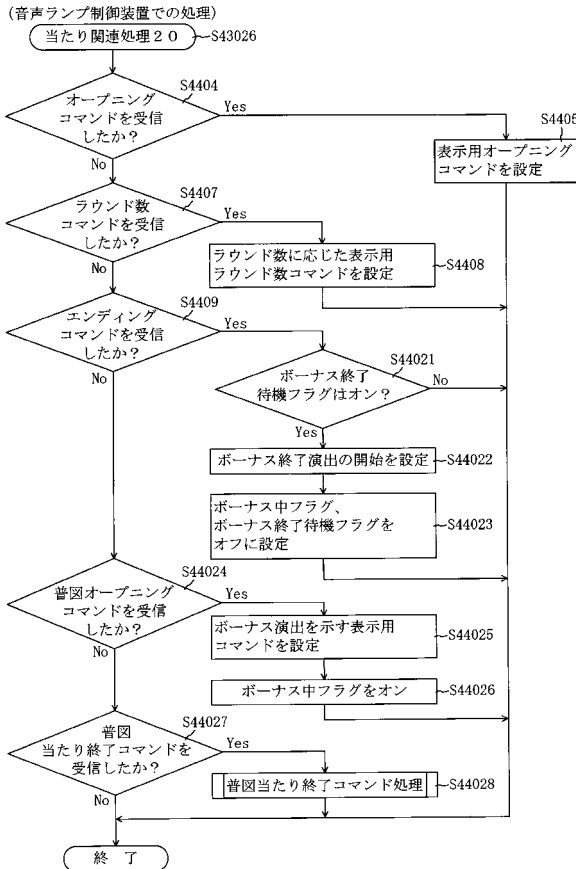 (音声ランプ制御装置での処理)
当たり関連処理20
S43026
S4404
オープニング
コマンドを受信
したか?
Yes
No
S4405
表示用オープニング
コマンドを設定
S4407
ラウンド数
コマンドを受信
したか?
Yes
No
ラウンド数に応じた表示用
ラウンド数コマンドを設定
S4408
S4409
エンディング
コマンドを受信
したか?
Yes
No
S44021
ボーナス終了
待機フラグはオン?
No
Yes
ボーナス終了演出の開始を設定
S44022
ボーナス中フラグ、
ボーナス終了待機フラグを
オフに設定
S44023
S44024
普図オープニング
コマンドを受信
したか?
Yes
No
ボーナス演出を示す表示用
コマンドを設定
S44025
ボーナス中フラグをオン
S44026
S44027
普図
当たり終了コマンドを
受信したか?
Yes
No
普図当たり終了コマンド処理
S44028
終 了